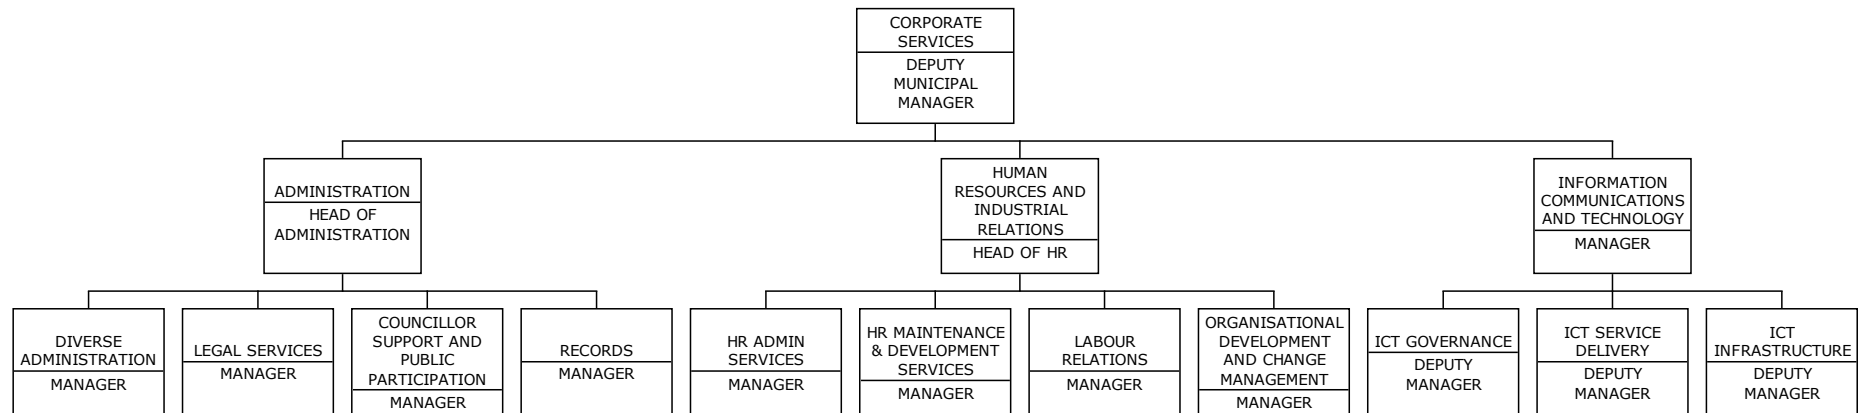 CORPORATE
SERVICES
DEPUTY
MUNICIPAL
MANAGER
ADMINISTRATION
HEAD OF
ADMINISTRATION
HUMAN
RESOURCES AND
INDUSTRIAL
RELATIONS
HEAD OF HR
INFORMATION
COMMUNICATIONS
AND TECHNOLOGY
MANAGER
DIVERSE
ADMINISTRATION
MANAGER
LEGAL SERVICES
MANAGER
COUNCILLOR
SUPPORT AND
PUBLIC
PARTICIPATION
MANAGER
RECORDS
MANAGER
HR ADMIN
SERVICES
MANAGER
HR MAINTENANCE
& DEVELOPMENT
SERVICES
MANAGER
LABOUR
RELATIONS
MANAGER
ORGANISATIONAL
DEVELOPMENT
AND CHANGE
MANAGEMENT
MANAGER
ICT GOVERNANCE
DEPUTY
MANAGER
ICT SERVICE
DELIVERY
DEPUTY
MANAGER
ICT
INFRASTRUCTURE
DEPUTY
MANAGER